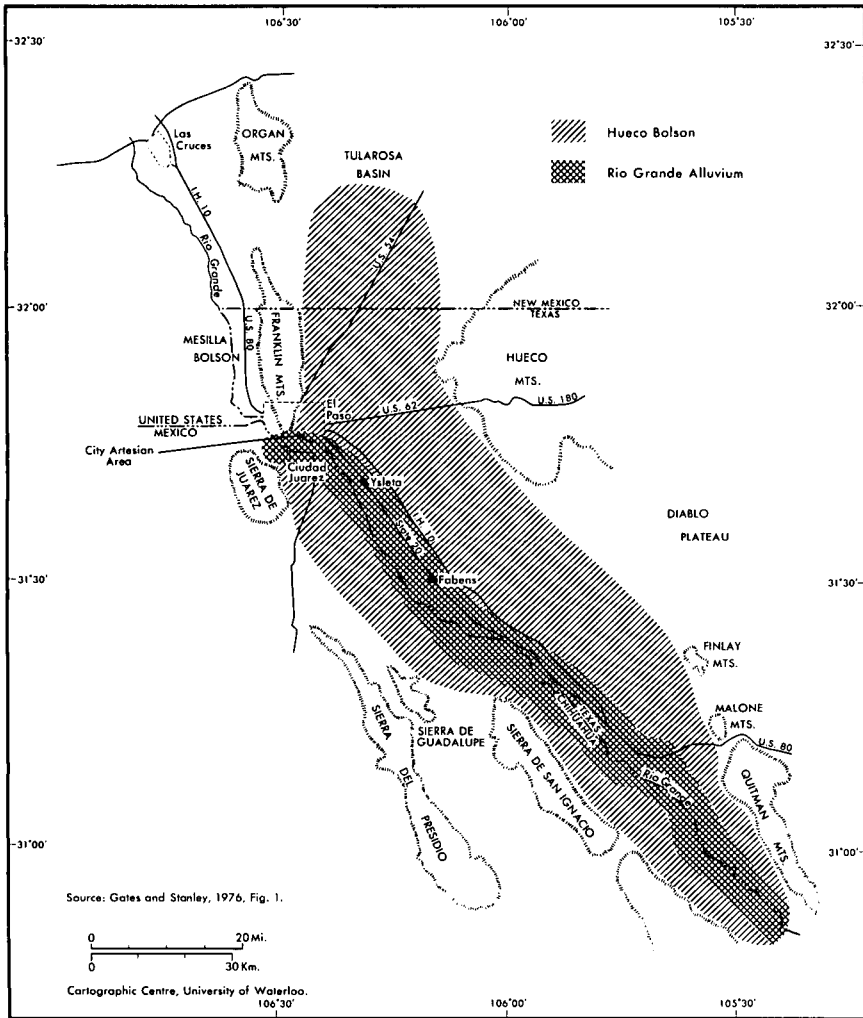 106°30'
106°00'
105°30'
32°30'
32°30'
Las
Cruces
ORGAN
MTS.
TULAROSA
BASIN
Hueco Bolson
Rio Grande Alluvium
I.H. 10
Rio Grande
U.S. 54
32°00'
32°00'
NEW MEXICO
TEXAS
FRANKLIN MTS.
U.S. 80
MESILLA
BOLSON
HUECO
MTS.
El
Paso
U.S. 62
U.S. 180
UNITED STATES
MEXICO
City Artesian
Area
Ciudad
Juarez
SIERRA DE
JUAREZ
Ysleta
I.H. 10
DIABLO
PLATEAU
31°30'
31°30'
Fabens
FINLAY
MTS.
MALONE
MTS.
TEXAS
CHIHUAHUA
U.S. 80
SIERRA DE
GUADALUPE
SIERRA
DEL
PRESIDIO
SIERRA DE SAN IGNACIO
Rio Grande
QUITMAN
MTS.
31°00'
31°00'
Source: Gates and Stanley, 1976, Fig. 1.
0 20 Mi.
0 30 Km.
Cartographic Centre, University of Waterloo.
106°30'
106°00'
105°30'